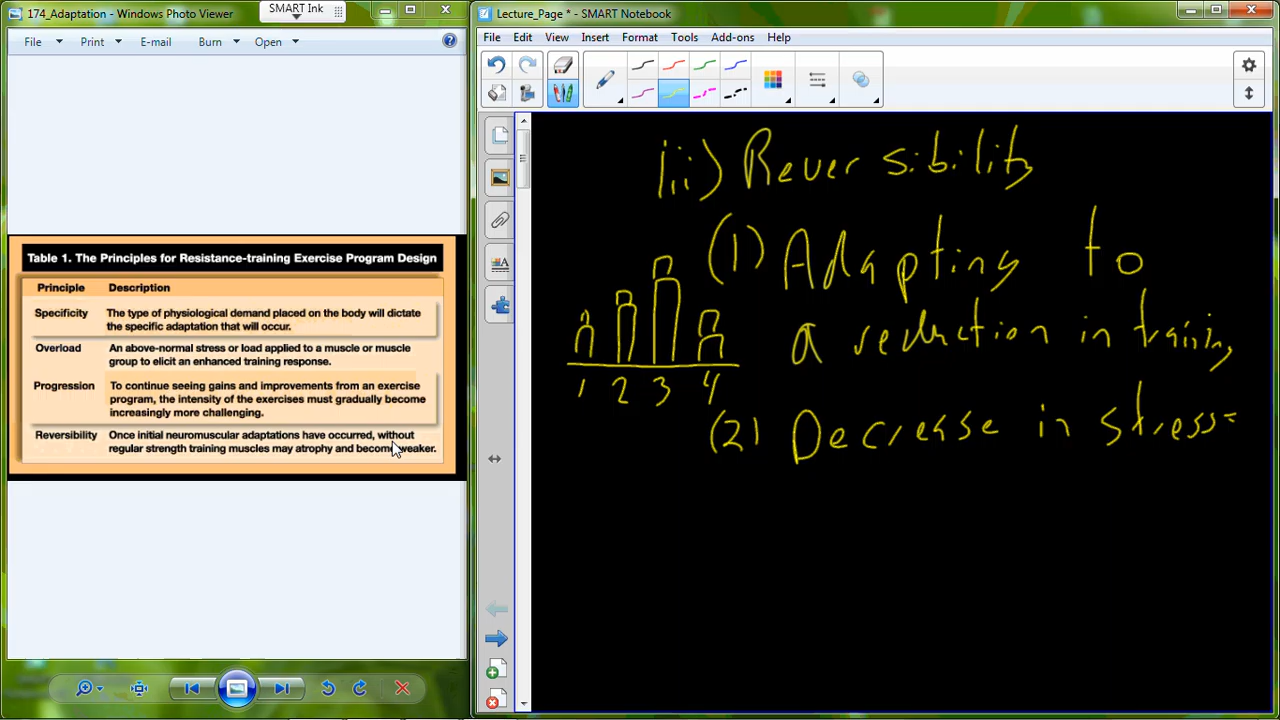 174_Adaptation - Windows Photo Viewer
SMART Ink
File Print E-mail Burn Open
Table 1. The Principles for Resistance-training Exercise Program Design
Principle Description
Specificity The type of physiological demand placed on the body will dictate
the specific adaptation that will occur.
Overload An above-normal stress or load applied to a muscle or muscle
group to elicit an enhanced training response.
Progression To continue seeing gains and improvements from an exercise
program, the intensity of the exercises must gradually become
increasingly more challenging.
Reversibility Once initial neuromuscular adaptations have occurred, without
regular strength training muscles may atrophy and become weaker.
Lecture_Page * - SMART Notebook
File Edit View Insert Format Tools Add-ons Help
iii) Reversibility
(1) Adapting to
a reduction in training
1 2 3 4
(2) Decrease in stress=